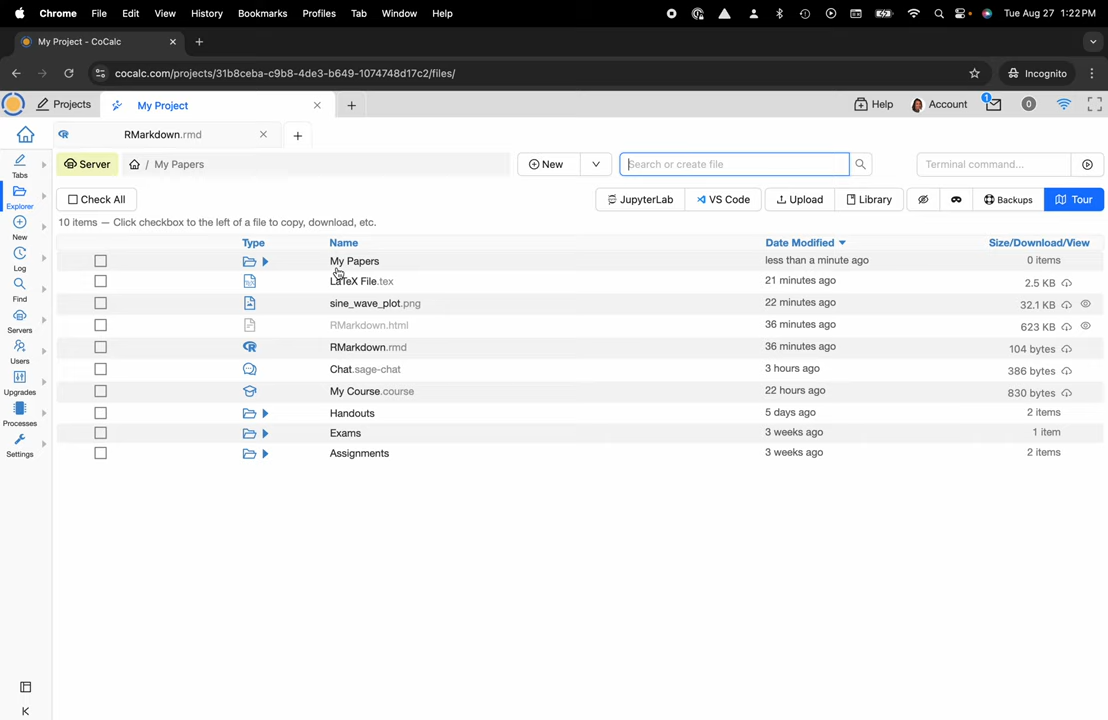 Chrome File Edit View History Bookmarks Profiles Tab Window Help Tue Aug 27 1:22 PM
My Project - CoCalc
cocalc.com/projects/31b8ceba-c9b8-4de3-b649-1074748d17c2/files/ Incognito
Projects My Project Help Account 1 0
RMarkdown.rmd
Server / My Papers New Search or create file Terminal command...
Tabs
Check All JupyterLab VS Code Upload Library Backups Tour
Explorer
10 items — Click checkbox to the left of a file to copy, download, etc.
New
Type Name Date Modified Size/Download/View
My Papers less than a minute ago 0 items
Log
LaTeX File.tex 21 minutes ago 2.5 KB
Find
sine_wave_plot.png 22 minutes ago 32.1 KB
RMarkdown.html 36 minutes ago 623 KB
Servers
RMarkdown.rmd 36 minutes ago 104 bytes
Users
Chat.sage-chat 3 hours ago 386 bytes
My Course.course 22 hours ago 830 bytes
Upgrades
Handouts 5 days ago 2 items
Processes
Exams 3 weeks ago 1 item
Assignments 3 weeks ago 2 items
Settings